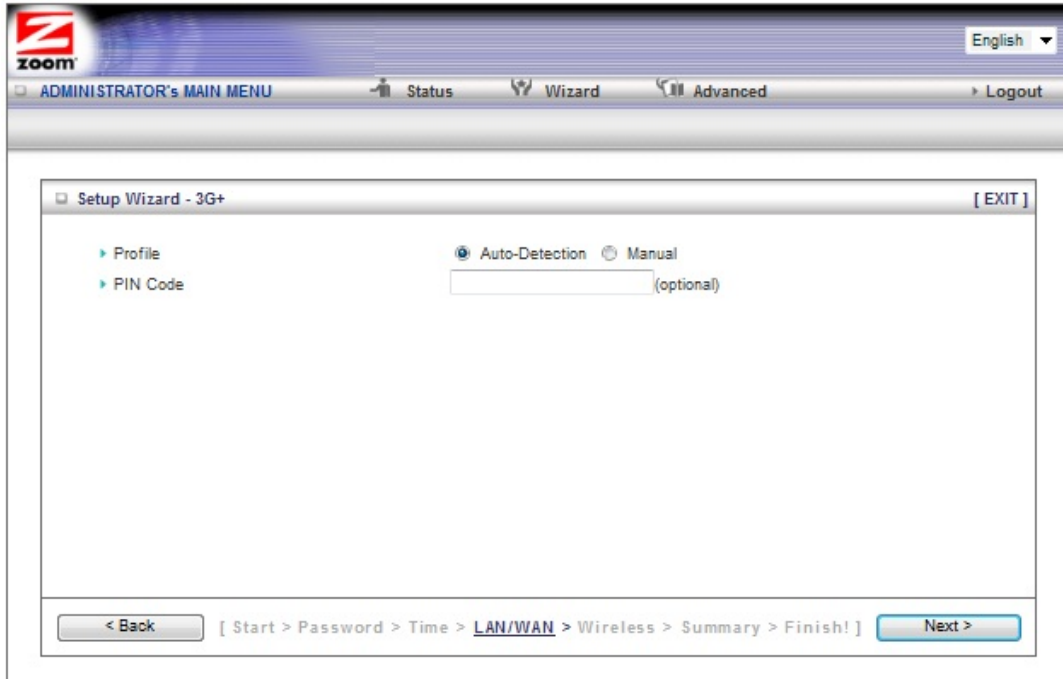 zoom
English
ADMINISTRATOR's MAIN MENU Status Wizard Advanced Logout
Setup Wizard - 3G+ [ EXIT ]
Profile Auto-Detection Manual
PIN Code (optional)
< Back [ Start > Password > Time > LAN/WAN > Wireless > Summary > Finish! ] Next >